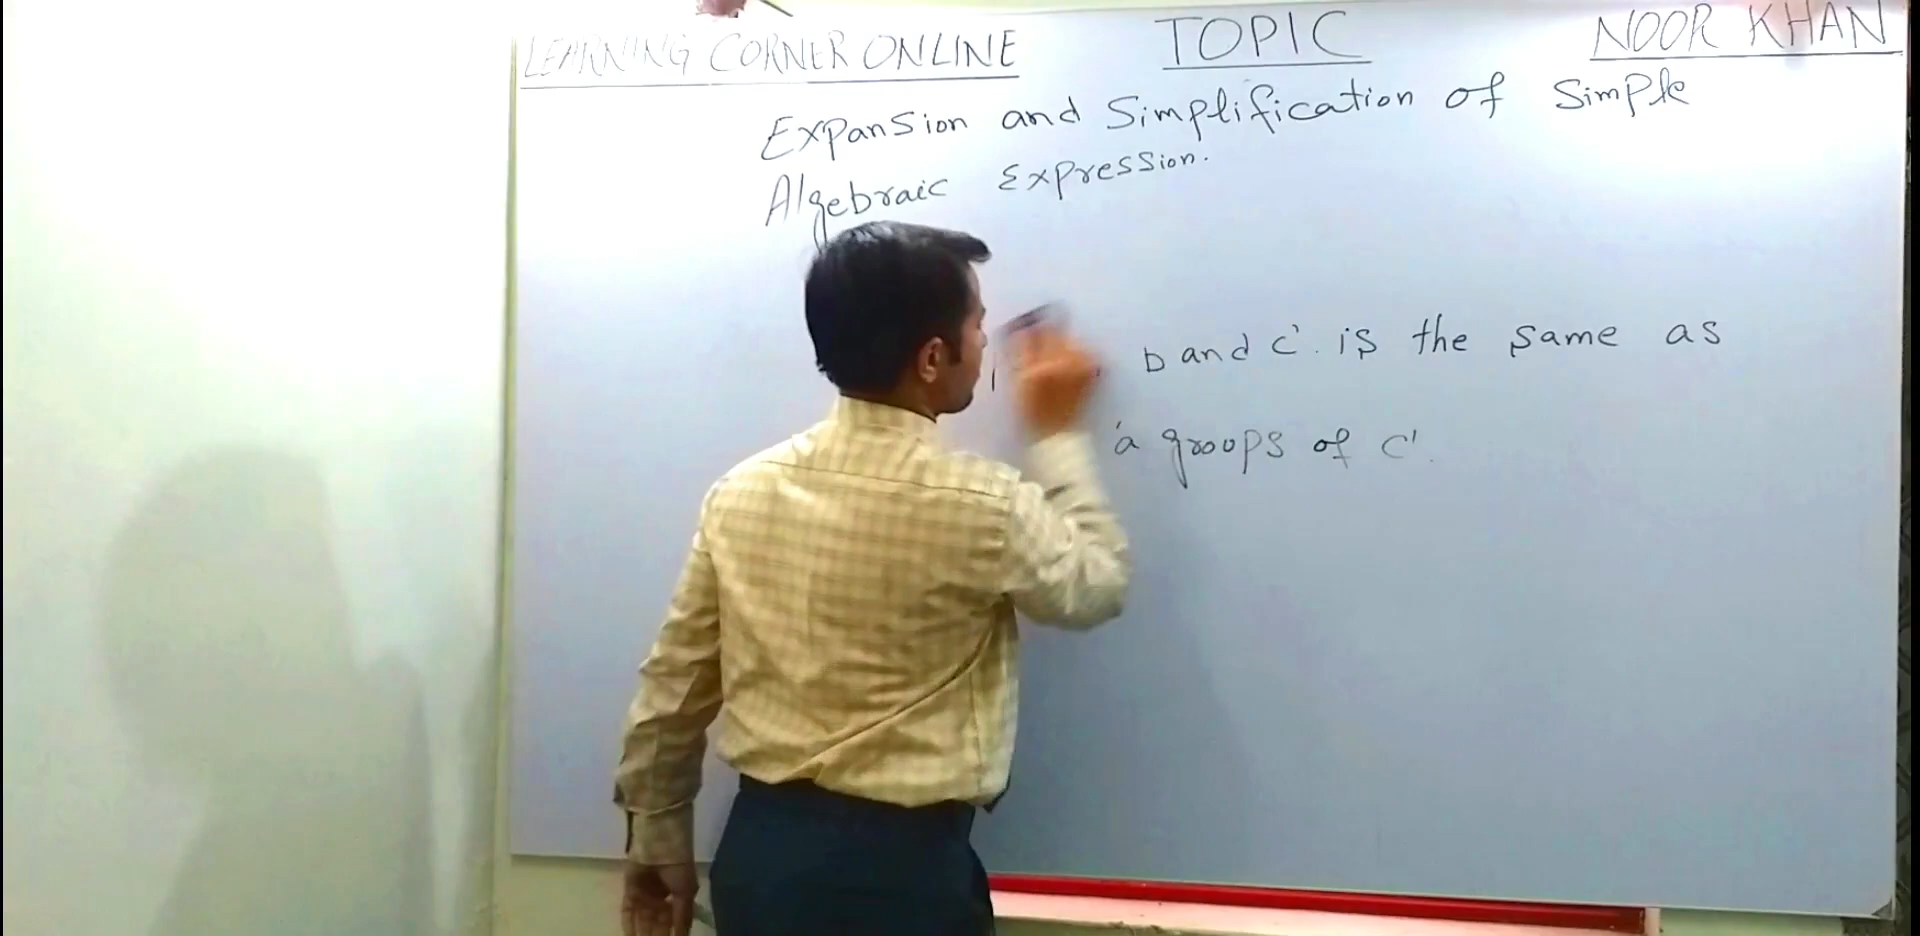 LEARNING CORNER ONLINE TOPIC NOOR KHAN
Expansion and Simplification of Simple
Algebraic Expression.
b and c'. is the same as
'a groups of c'.